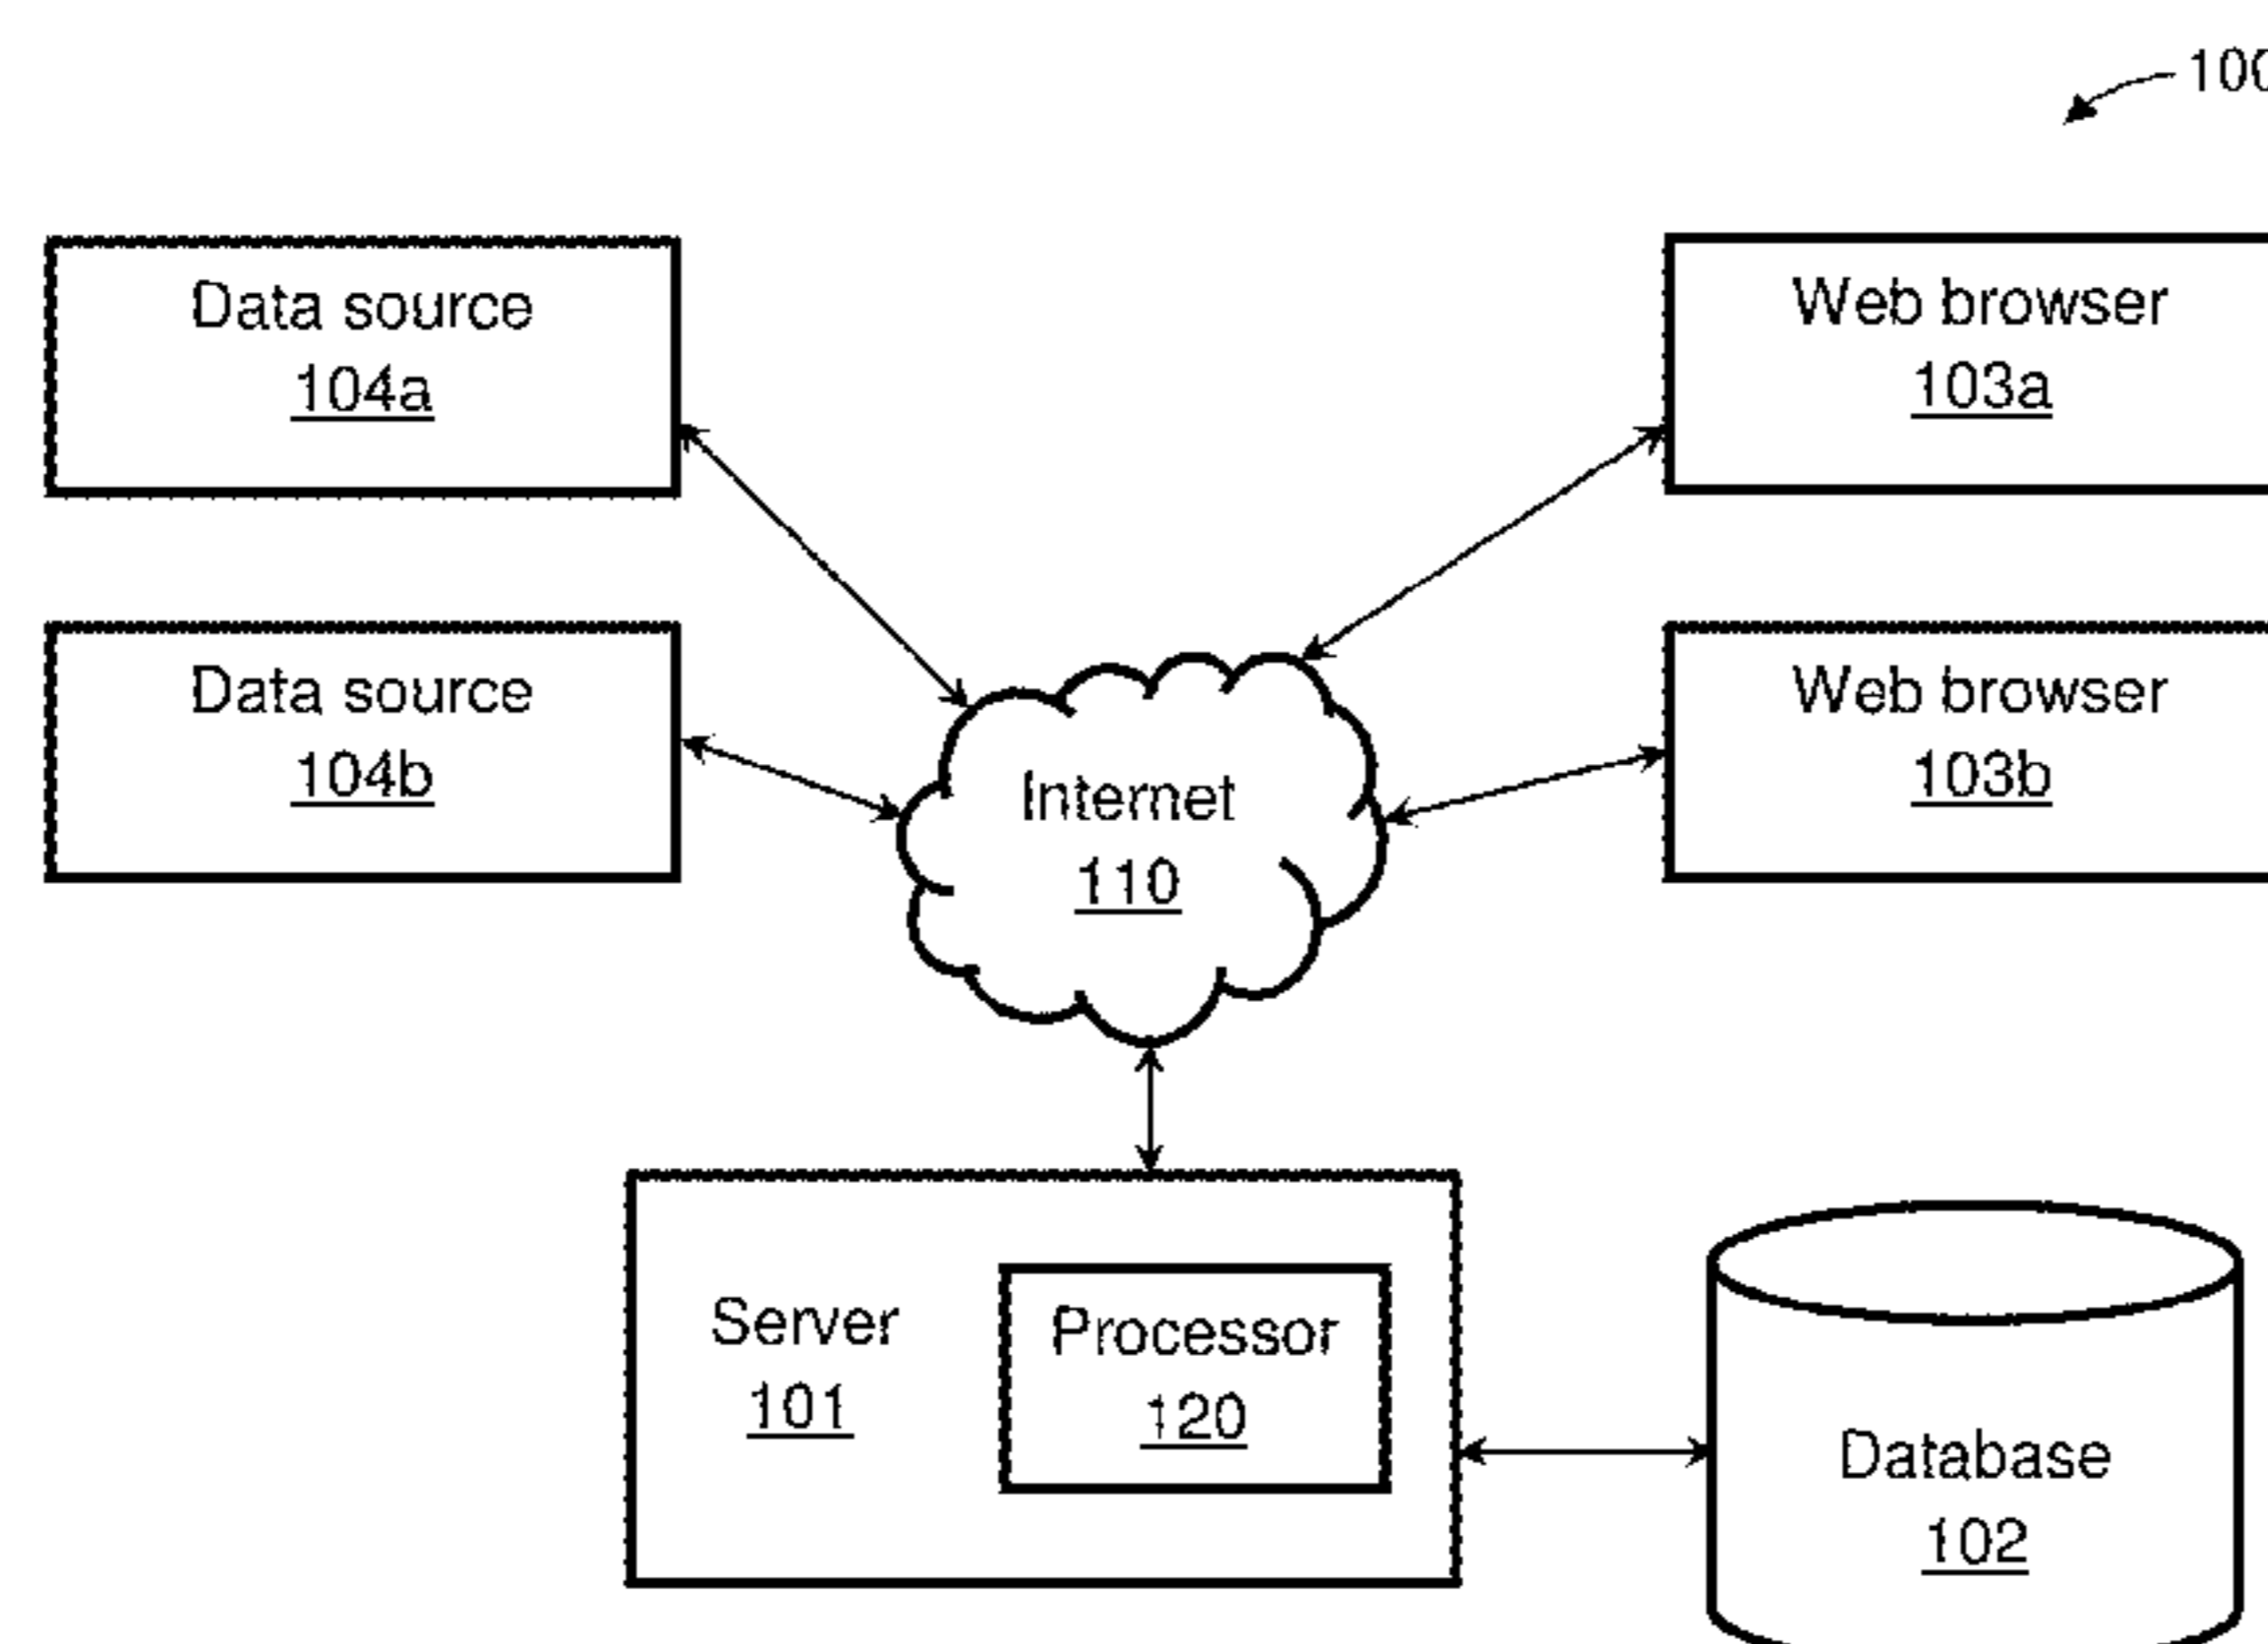 100
Data source
104a
Web browser
103a
Data source
104b
Web browser
103b
Internet
110
Server
101
Processor
120
Database
102